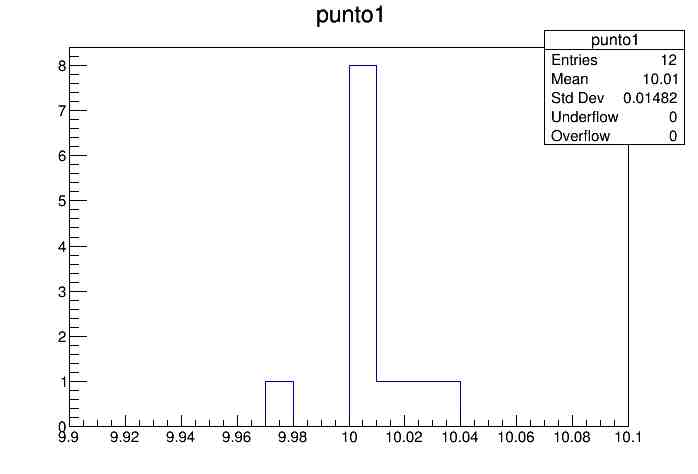 punto1
punto1
Entries 12
Mean 10.01
Std Dev 0.01482
Underflow 0
Overflow 0
8
7
6
5
4
3
2
1
0
9.9 9.92 9.94 9.96 9.98 10 10.02 10.04 10.06 10.08 10.1